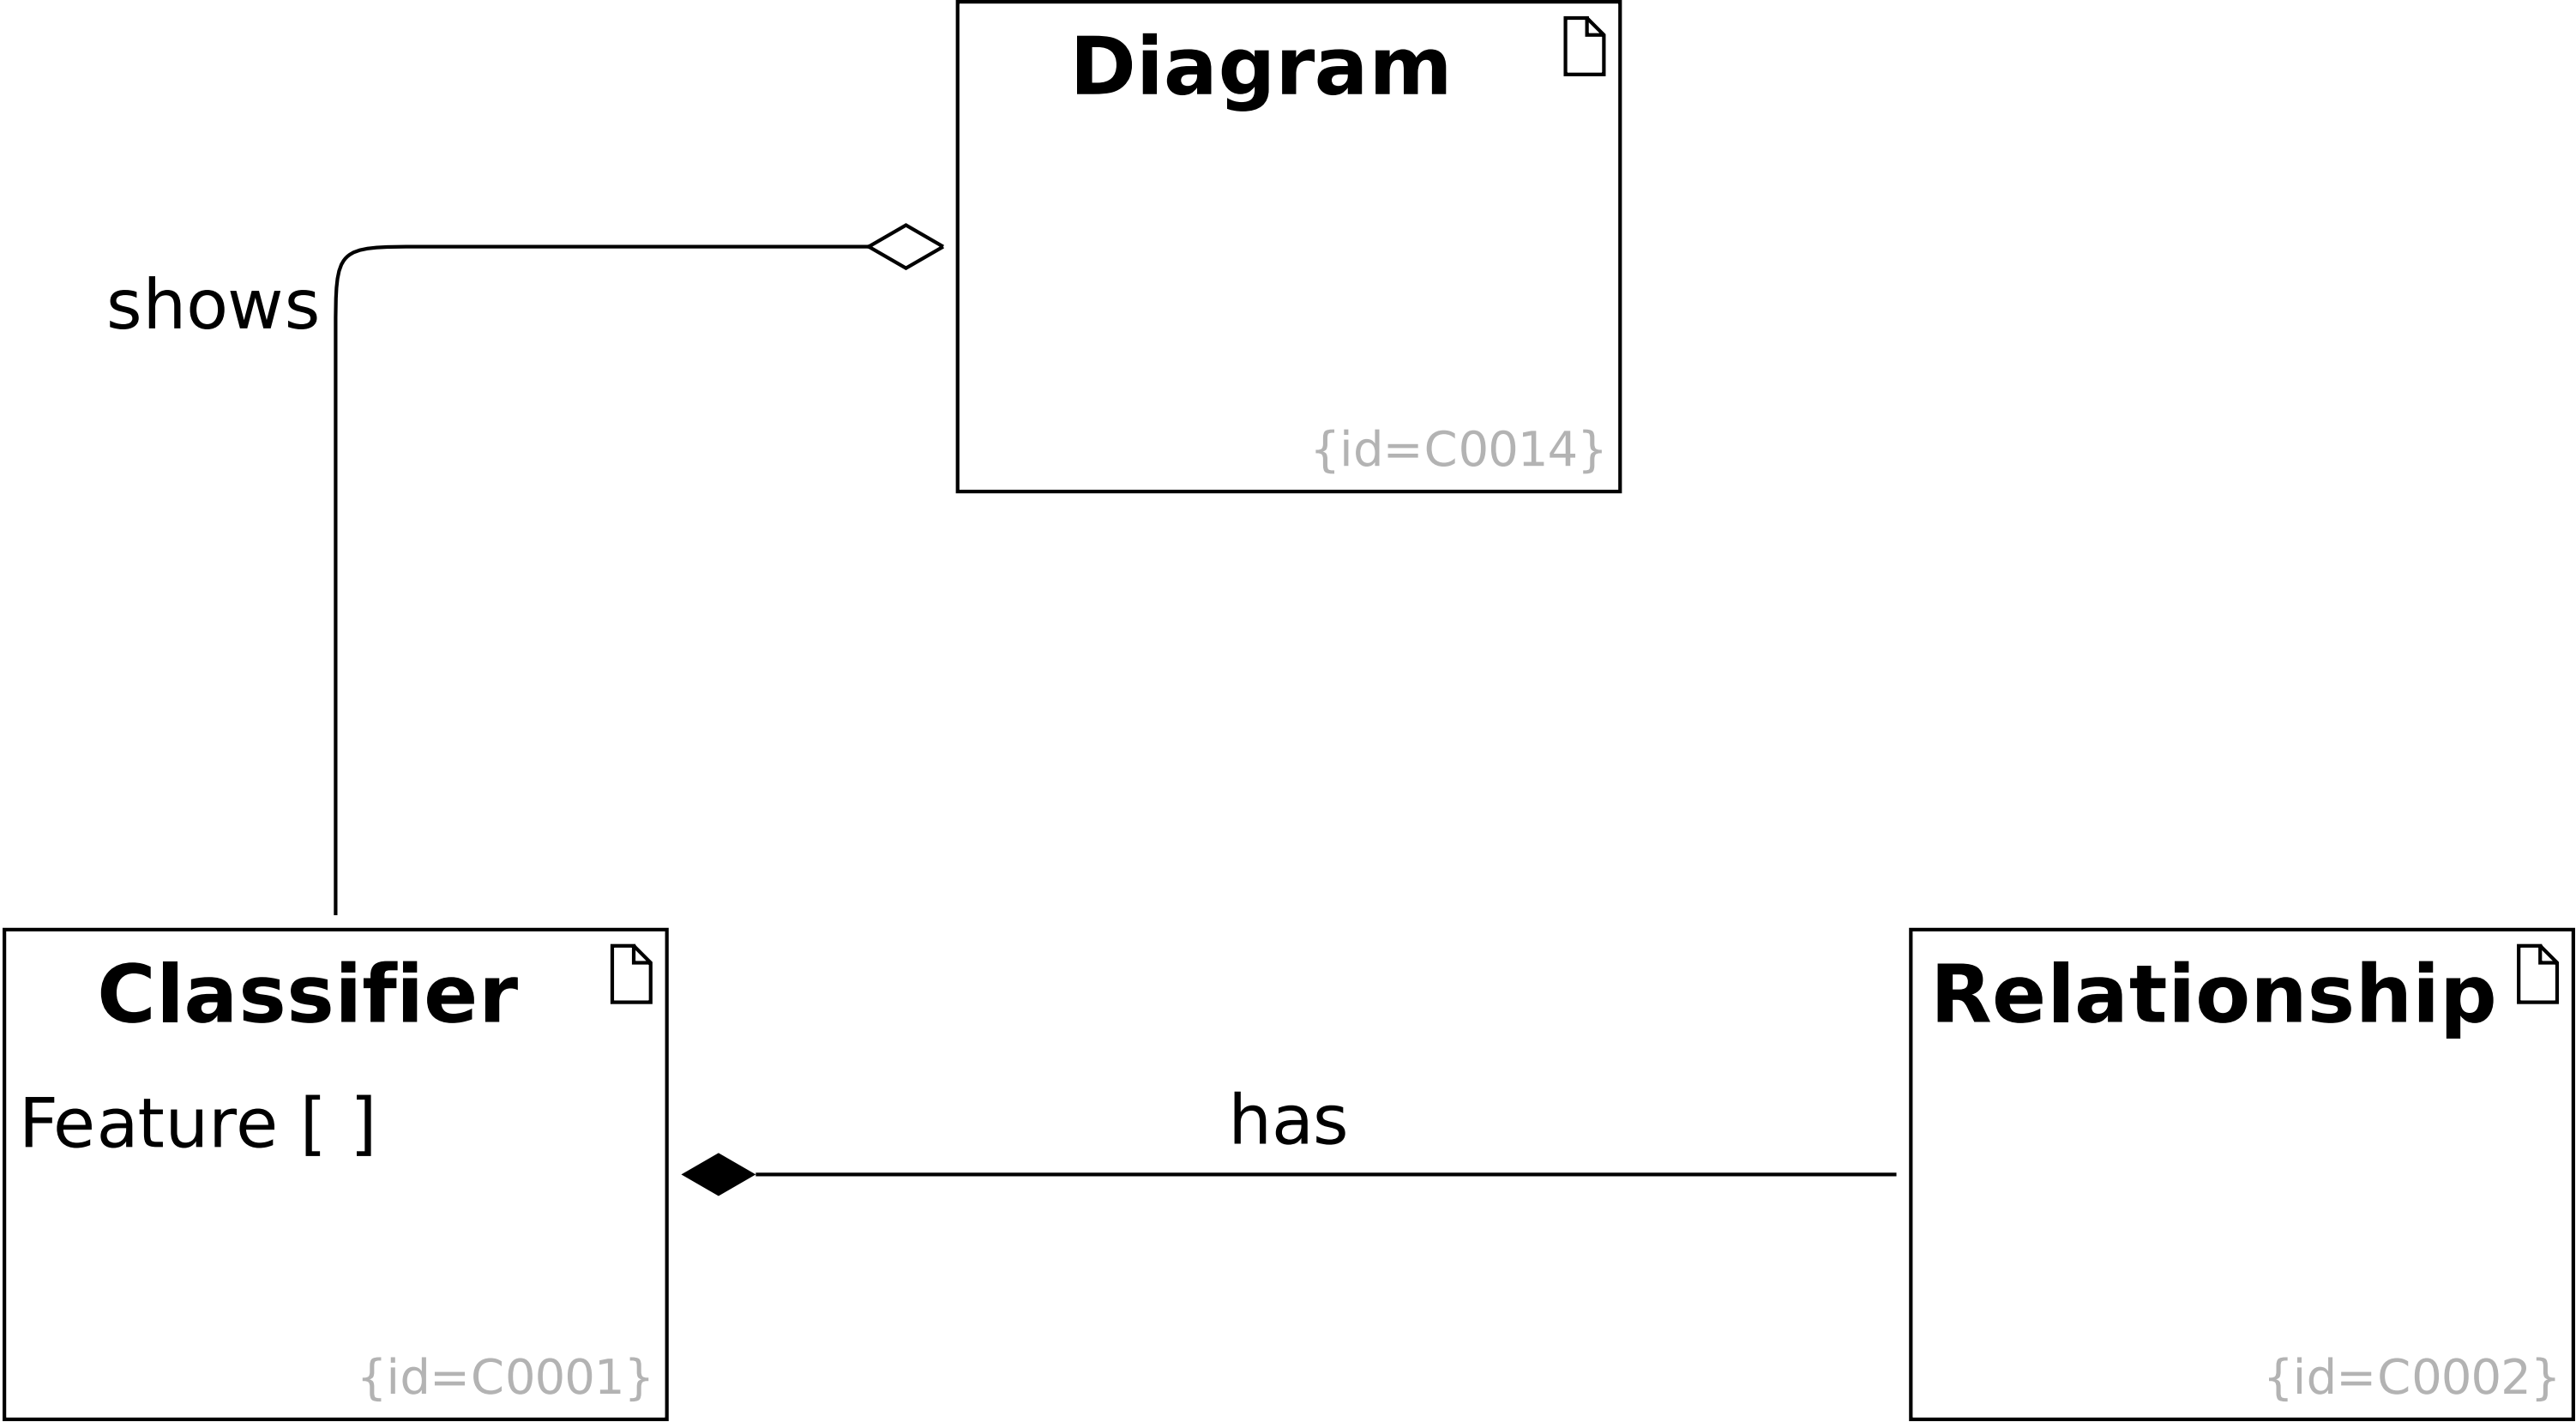 Diagram
shows
{id=C0014}
Classifier
Relationship
Feature [ ]
has
{id=C0001}
{id=C0002}